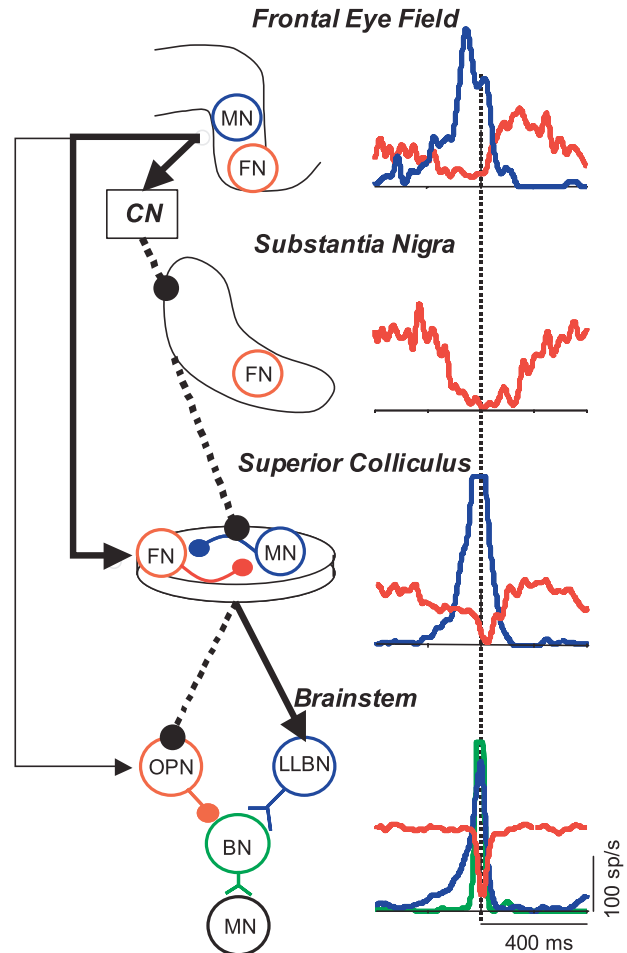 Frontal Eye Field
MN
FN
CN
Substantia Nigra
FN
Superior Colliculus
FN
MN
Brainstem
OPN
LLBN
BN
MN
100 sp/s
400 ms